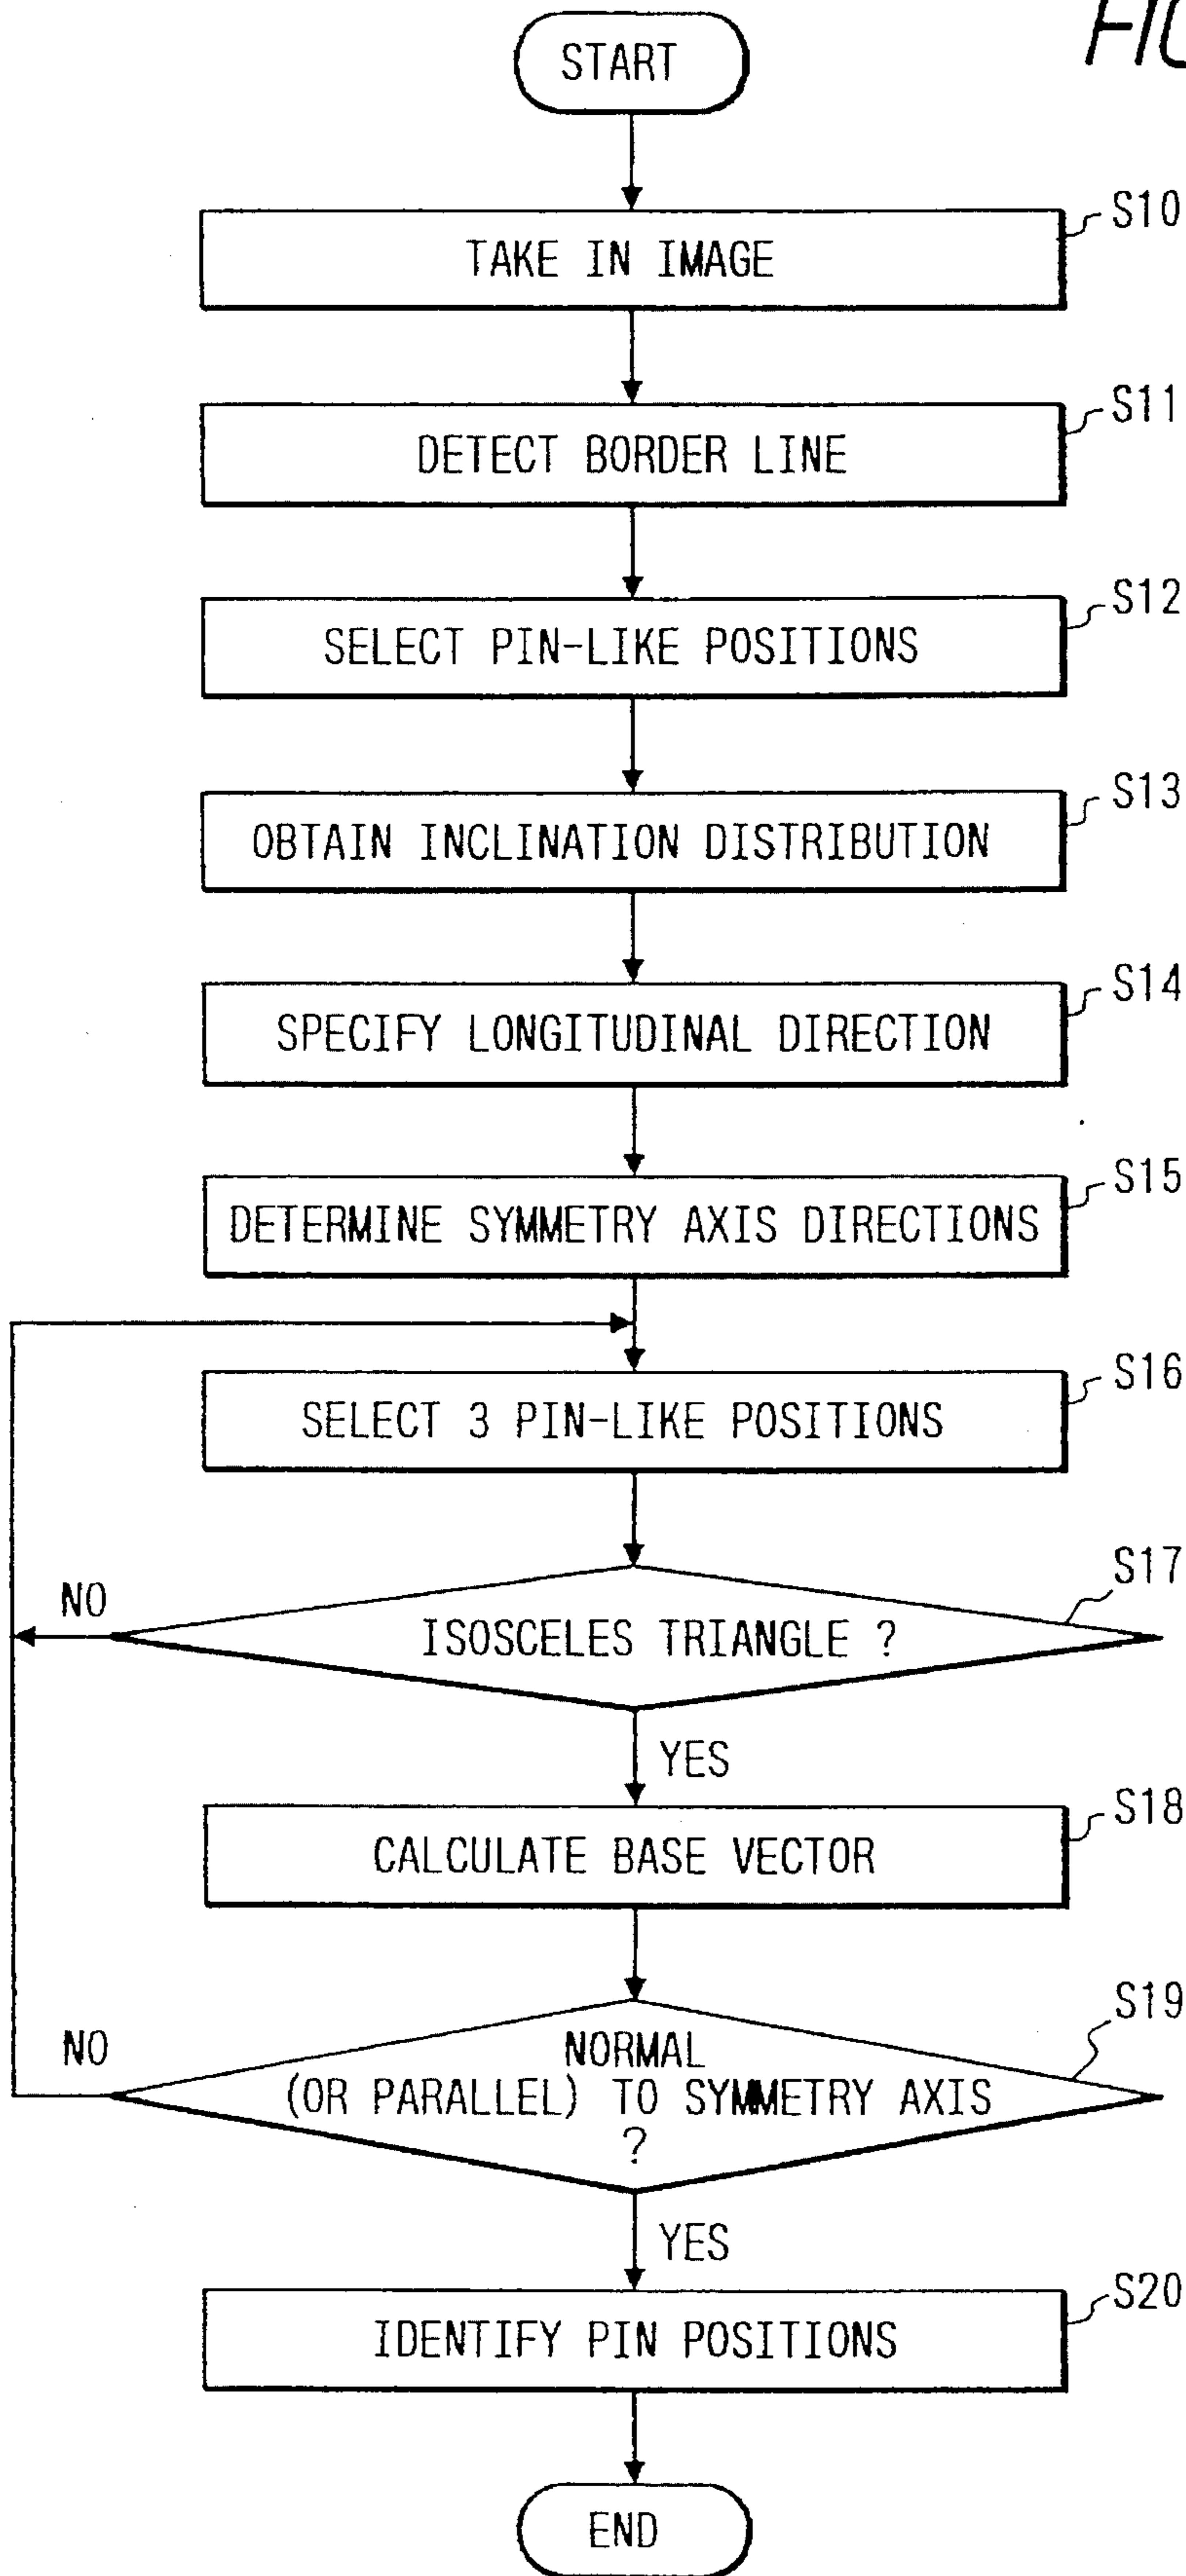 START
S10
TAKE IN IMAGE
S11
DETECT BORDER LINE
S12
SELECT PIN-LIKE POSITIONS
S13
OBTAIN INCLINATION DISTRIBUTION
S14
SPECIFY LONGITUDINAL DIRECTION
S15
DETERMINE SYMMETRY AXIS DIRECTIONS
S16
SELECT 3 PIN-LIKE POSITIONS
S17
NO
ISOSCELES TRIANGLE ?
YES
S18
CALCULATE BASE VECTOR
S19
NO
NORMAL
(OR PARALLEL) TO SYMMETRY AXIS
?
YES
S20
IDENTIFY PIN POSITIONS
END